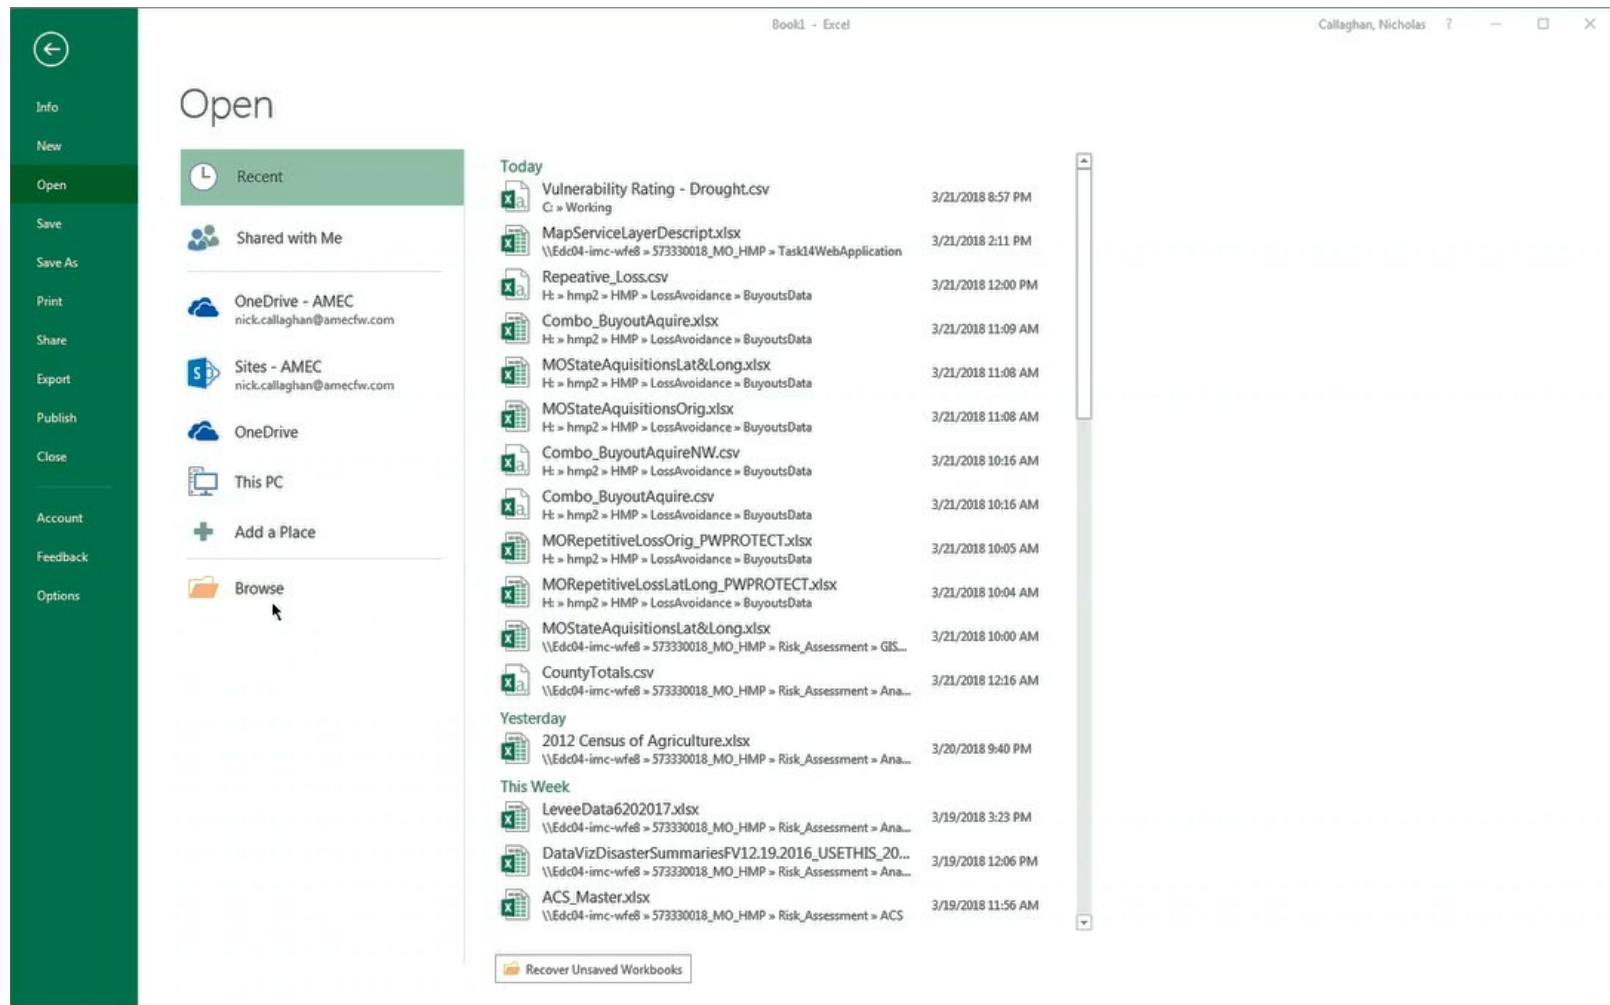 Book1 - Excel
Callaghan, Nicholas ?
Info
New
Open
Save
Save As
Print
Share
Export
Publish
Close
Account
Feedback
Options
Open
Recent
Shared with Me
OneDrive - AMEC
nick.callaghan@amecfw.com
Sites - AMEC
nick.callaghan@amecfw.com
OneDrive
This PC
Add a Place
Browse
Today
Vulnerability Rating - Drought.csv
C: » Working
3/21/2018 8:57 PM
MapServiceLayerDescript.xlsx
\\Edc04-imc-wfe8 » 573330018_MO_HMP » Task14WebApplication
3/21/2018 2:11 PM
Repeative_Loss.csv
H: » hmp2 » HMP » LossAvoidance » BuyoutsData
3/21/2018 12:00 PM
Combo_BuyoutAquire.xlsx
H: » hmp2 » HMP » LossAvoidance » BuyoutsData
3/21/2018 11:09 AM
MOStateAquisitionsLat&Long.xlsx
H: » hmp2 » HMP » LossAvoidance » BuyoutsData
3/21/2018 11:08 AM
MOStateAquisitionsOrig.xlsx
H: » hmp2 » HMP » LossAvoidance » BuyoutsData
3/21/2018 11:08 AM
Combo_BuyoutAquireNW.csv
H: » hmp2 » HMP » LossAvoidance » BuyoutsData
3/21/2018 10:16 AM
Combo_BuyoutAquire.csv
H: » hmp2 » HMP » LossAvoidance » BuyoutsData
3/21/2018 10:16 AM
MORepetitiveLossOrig_PWPROTECT.xlsx
H: » hmp2 » HMP » LossAvoidance » BuyoutsData
3/21/2018 10:05 AM
MORepetitiveLossLatLong_PWPROTECT.xlsx
H: » hmp2 » HMP » LossAvoidance » BuyoutsData
3/21/2018 10:04 AM
MOStateAquisitionsLat&Long.xlsx
\\Edc04-imc-wfe8 » 573330018_MO_HMP » Risk_Assessment » GIS...
3/21/2018 10:00 AM
CountyTotals.csv
\\Edc04-imc-wfe8 » 573330018_MO_HMP » Risk_Assessment » Ana...
3/21/2018 12:16 AM
Yesterday
2012 Census of Agriculture.xlsx
\\Edc04-imc-wfe8 » 573330018_MO_HMP » Risk_Assessment » Ana...
3/20/2018 9:40 PM
This Week
LeveeData6202017.xlsx
\\Edc04-imc-wfe8 » 573330018_MO_HMP » Risk_Assessment » Ana...
3/19/2018 3:23 PM
DataVizDisasterSummariesFV12.19.2016_USETHIS_20...
\\Edc04-imc-wfe8 » 573330018_MO_HMP » Risk_Assessment » Ana...
3/19/2018 12:06 PM
ACS_Master.xlsx
\\Edc04-imc-wfe8 » 573330018_MO_HMP » Risk_Assessment » ACS
3/19/2018 11:56 AM
Recover Unsaved Workbooks